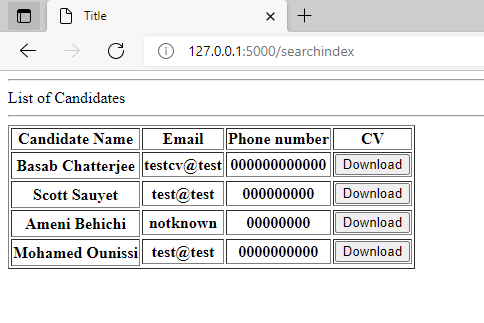 Title
127.0.0.1:5000/searchindex
List of Candidates
Candidate Name Email Phone number CV
Basab Chatterjee testcv@test 000000000000 Download
Scott Sauyet test@test 000000000 Download
Ameni Behichi notknown 00000000 Download
Mohamed Ounissi test@test 0000000000 Download